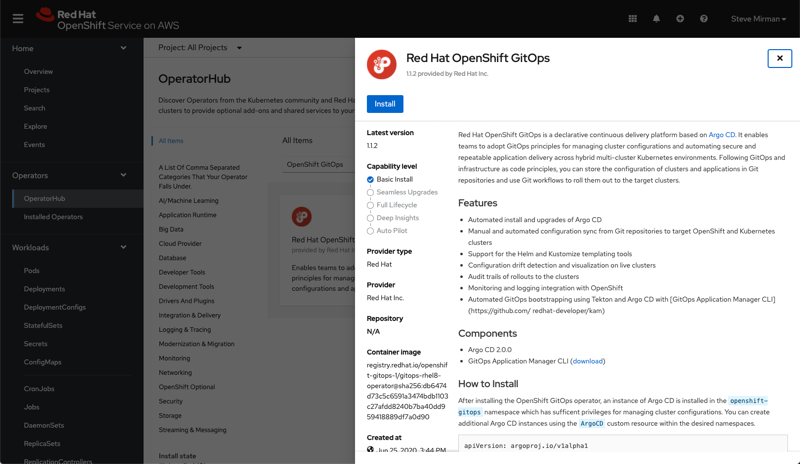 Red Hat
OpenShift Service on AWS
Steve Mirman
Home
Overview
Projects
Search
Explore
Events
Operators
OperatorHub
Installed Operators
Workloads
Pods
Deployments
DeploymentConfigs
StatefulSets
Secrets
ConfigMaps
CronJobs
Jobs
DaemonSets
ReplicaSets
ReplicationControllers
Project: All Projects
OperatorHub
Discover Operators from the Kubernetes community and Red Ha
clusters to provide optional add-ons and shared services to your
All Items
A List Of Comma Separated
Categories That Your Operator
Falls Under.
AI/Machine Learning
Application Runtime
Big Data
Cloud Provider
Database
Developer Tools
Development Tools
Drivers And Plugins
Integration & Delivery
Logging & Tracing
Modernization & Migration
Monitoring
Networking
OpenShift Optional
Security
Storage
Streaming & Messaging
Install state
All Items
OpenShift GitOps
Red Hat OpenShift
provided by Red Hat
Enables teams to ado
principles for managin
configurations and a
Red Hat OpenShift GitOps
1.1.2 provided by Red Hat Inc.
Install
Latest version
1.1.2
Capability level
Basic Install
Seamless Upgrades
Full Lifecycle
Deep Insights
Auto Pilot
Provider type
Red Hat
Provider
Red Hat Inc.
Repository
N/A
Container image
registry.redhat.io/openshi
ft-gitops-1/gitops-rhel8-
operator@sha256:db6474
d73c5c6591a3474bdb1103
c27afdd8240b7ba40dd9
59418889df7a0d90
Created at
Jun 25, 2020, 3:44 PM
Red Hat OpenShift GitOps is a declarative continuous delivery platform based on Argo CD. It enables
teams to adopt GitOps principles for managing cluster configurations and automating secure and
repeatable application delivery across hybrid multi-cluster Kubernetes environments. Following GitOps and
infrastructure as code principles, you can store the configuration of clusters and applications in Git
repositories and use Git workflows to roll them out to the target clusters.
Features
• Automated install and upgrades of Argo CD
• Manual and automated configuration sync from Git repositories to target OpenShift and Kubernetes
clusters
• Support for the Helm and Kustomize templating tools
• Configuration drift detection and visualization on live clusters
• Audit trails of rollouts to the clusters
• Monitoring and logging integration with OpenShift
• Automated GitOps bootstrapping using Tekton and Argo CD with [GitOps Application Manager CLI]
(https://github.com/ redhat-developer/kam)
Components
• Argo CD 2.0.0
• GitOps Application Manager CLI (download)
How to Install
After installing the OpenShift GitOps operator, an instance of Argo CD is installed in the openshift-
gitops namespace which has sufficent privileges for managing cluster configurations. You can create
additional Argo CD instances using the ArgoCD custom resource within the desired namespaces.
apiVersion: argoproj.io/v1alpha1